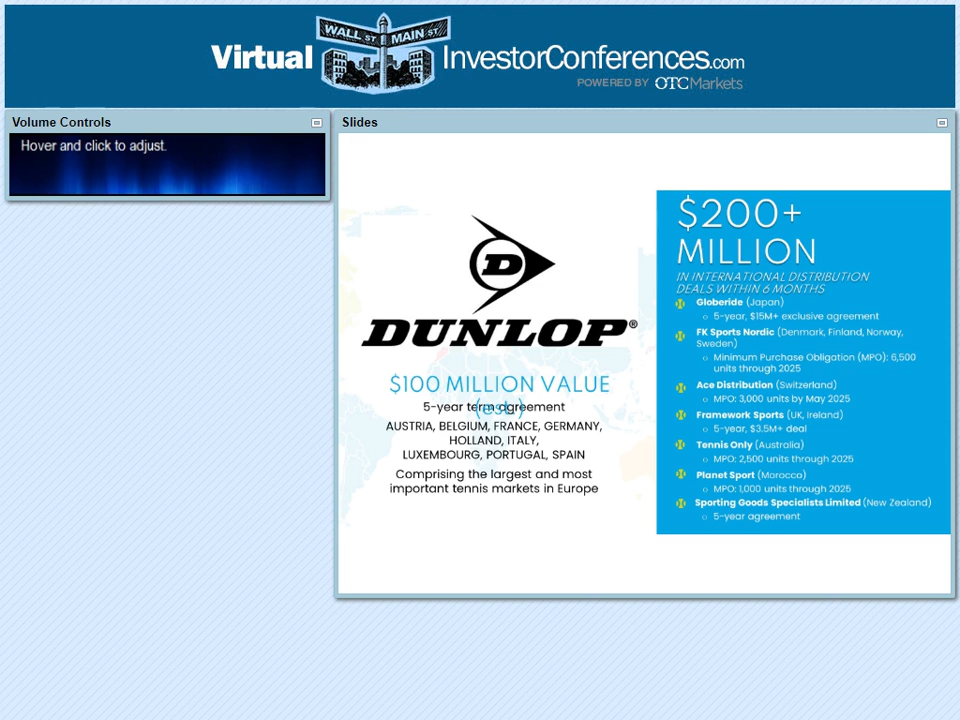 Virtual
WALL ST
MAIN ST
InvestorConferences.com
POWERED BY OTC Markets
Volume Controls
Hover and click to adjust.
Slides
D
DUNLOP®
$100 MILLION VALUE
(est.)
5-year term agreement
AUSTRIA, BELGIUM, FRANCE, GERMANY,
HOLLAND, ITALY,
LUXEMBOURG, PORTUGAL, SPAIN
Comprising the largest and most
important tennis markets in Europe
$200+
MILLION
IN INTERNATIONAL DISTRIBUTION
DEALS WITHIN 6 MONTHS
Globeride (Japan)
5-year, $15M+ exclusive agreement
FK Sports Nordic (Denmark, Finland, Norway,
Sweden)
Minimum Purchase Obligation (MPO): 6,500
units through 2025
Ace Distribution (Switzerland)
MPO: 3,000 units by May 2025
Framework Sports (UK, Ireland)
5-year, $3.5M+ deal
Tennis Only (Australia)
MPO: 2,500 units through 2025
Planet Sport (Morocco)
MPO: 1,000 units through 2025
Sporting Goods Specialists Limited (New Zealand)
5-year agreement